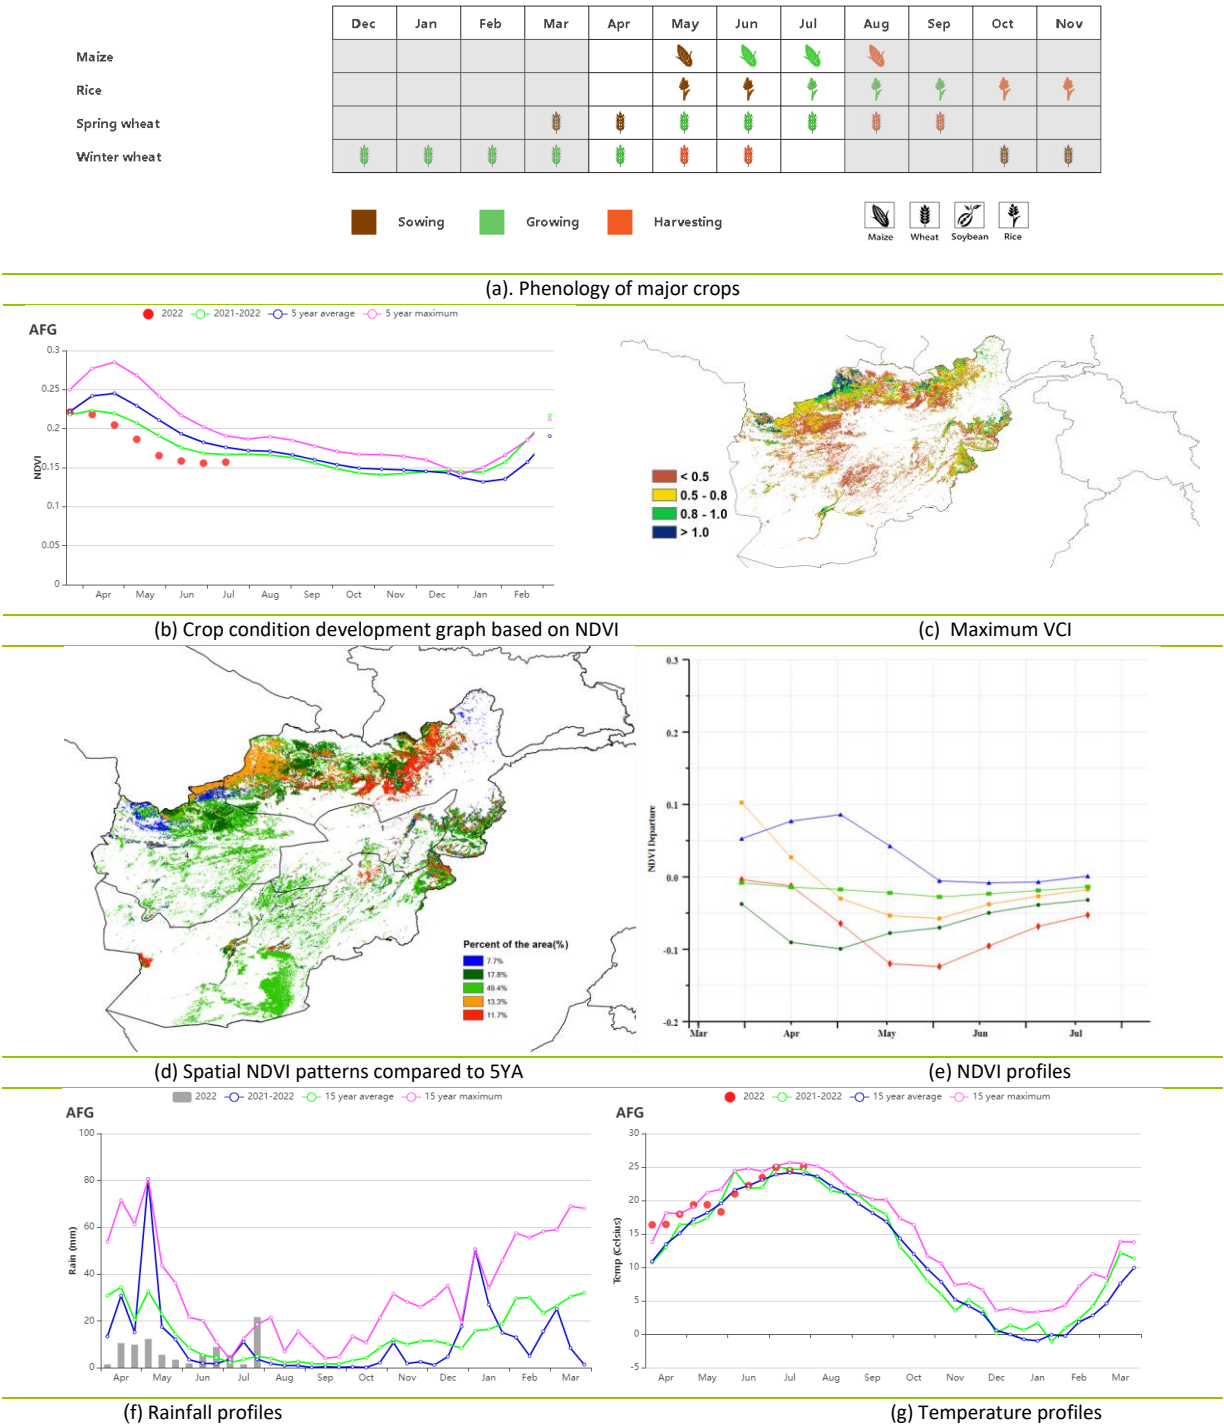 Dec Jan Feb Mar Apr May Jun Jul Aug Sep Oct Nov
Maize
Rice
Spring wheat
Winter wheat
Sowing Growing Harvesting
Maize Wheat Soybean Rice
(a). Phenology of major crops
2022 2021-2022 5 year average 5 year maximum
AFG
0.3
0.25
0.2
0.15
0.1
0.05
0
NDVI
Apr May Jun Jul Aug Sep Oct Nov Dec Jan Feb
< 0.5
0.5 - 0.8
0.8 - 1.0
> 1.0
(b) Crop condition development graph based on NDVI
(c) Maximum VCI
4
Percent of the area(%)
7.7%
17.8%
49.4%
13.3%
11.7%
0.3
0.2
0.1
0.0
-0.1
-0.2
NDVI Departure
Mar Apr May Jun Jul
(d) Spatial NDVI patterns compared to 5YA
(e) NDVI profiles
2022 2021-2022 15 year average 15 year maximum
AFG
100
80
60
40
20
0
Rain (mm)
Apr May Jun Jul Aug Sep Oct Nov Dec Jan Feb Mar
2022 2021-2022 15 year average 15 year maximum
AFG
30
25
20
15
10
5
0
-5
Temp (Celsius)
Apr May Jun Jul Aug Sep Oct Nov Dec Jan Feb Mar
(f) Rainfall profiles
(g) Temperature profiles